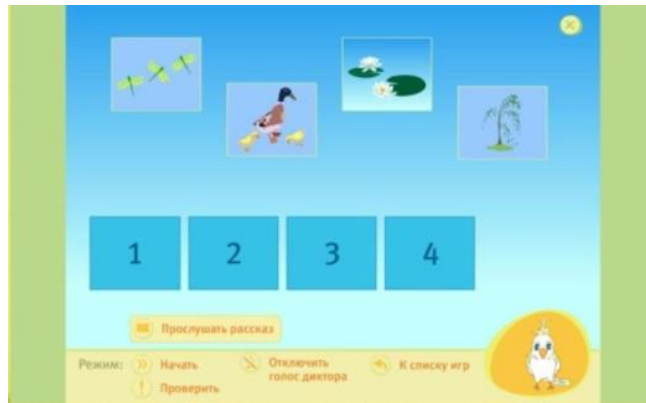 1 2 3 4
Прослушать рассказ
Режим: Начать Отключить голос диктора К списку игр
Проверить